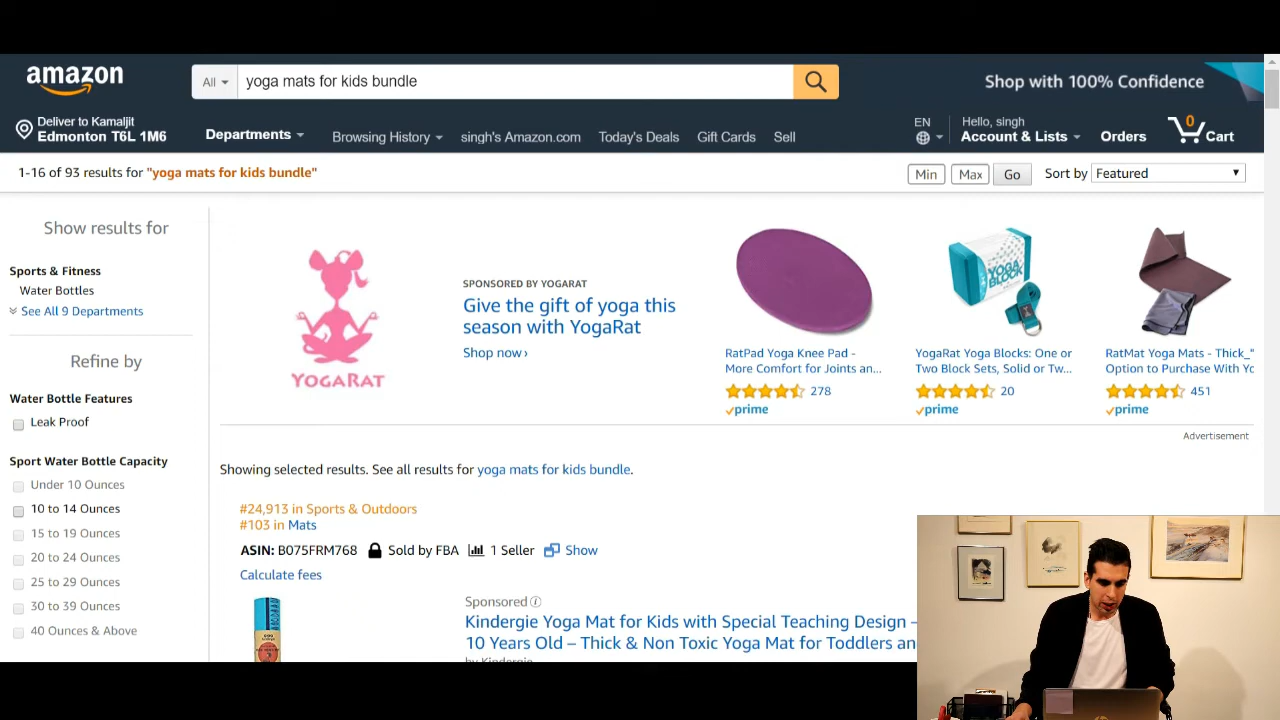 amazon
All
yoga mats for kids bundle
Shop with 100% Confidence
Deliver to Kamaljit
Edmonton T6L 1M6
Departments
Browsing History
singh's Amazon.com
Today's Deals
Gift Cards
Sell
EN
Hello, singh
Account & Lists
Orders
0
Cart
1-16 of 93 results for "yoga mats for kids bundle"
Min
Max
Go
Sort by
Featured
Show results for
Sports & Fitness
Water Bottles
See All 9 Departments
Refine by
Water Bottle Features
Leak Proof
Sport Water Bottle Capacity
Under 10 Ounces
10 to 14 Ounces
15 to 19 Ounces
20 to 24 Ounces
25 to 29 Ounces
30 to 39 Ounces
40 Ounces & Above
YOGARAT
SPONSORED BY YOGARAT
Give the gift of yoga this
season with YogaRat
Shop now ›
RatPad Yoga Knee Pad -
More Comfort for Joints an...
278
prime
YOGA
BLOCK
YogaRat Yoga Blocks: One or
Two Block Sets, Solid or Tw...
20
prime
RatMat Yoga Mats - Thick_"
Option to Purchase With Yo
451
prime
Advertisement
Showing selected results. See all results for yoga mats for kids bundle.
#24,913 in Sports & Outdoors
#103 in Mats
ASIN: B075FRM768
Sold by FBA
1 Seller
Show
Calculate fees
Sponsored
Kindergie Yoga Mat for Kids with Special Teaching Design –
10 Years Old – Thick & Non Toxic Yoga Mat for Toddlers an
by Kindergie